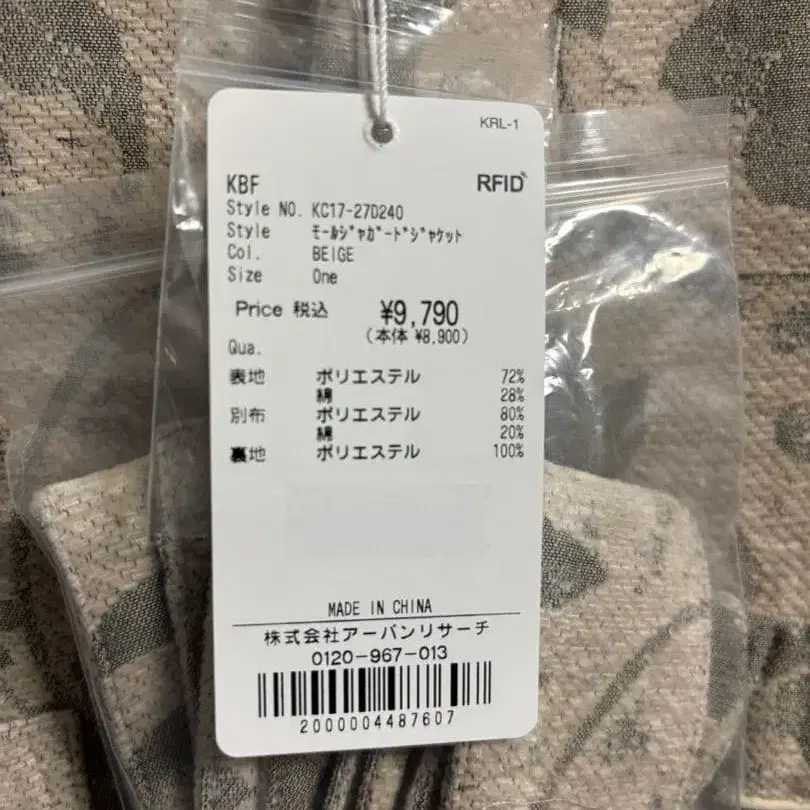 KRL-1
KBF RFID
Style NO. KC17-27D240
Style ﾓｰﾙｼﾞｬｶﾞｰﾄﾞｼﾞｬｹｯﾄ
Col. BEIGE
Size One
Price 税込 ¥9,790
(本体 ¥8,900)
Qua.
表地 ポリエステル 72%
綿 28%
別布 ポリエステル 80%
綿 20%
裏地 ポリエステル 100%
MADE IN CHINA
株式会社アーバンリサーチ
0120-967-013
2000004487607